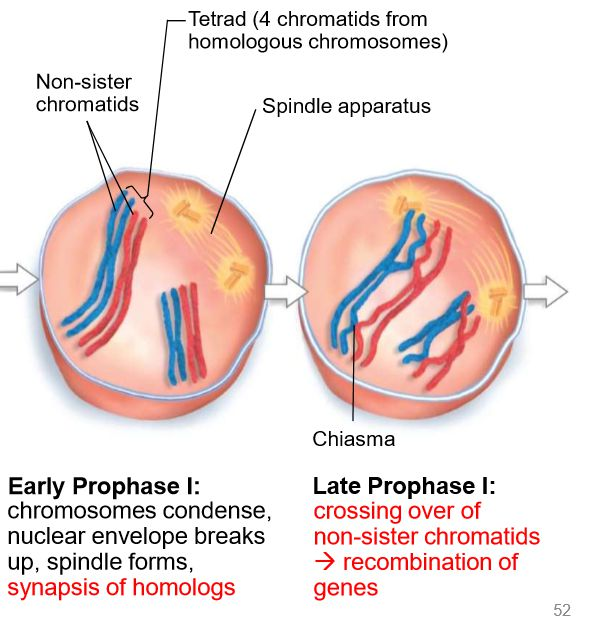 Tetrad (4 chromatids from
homologous chromosomes)
Non-sister
chromatids
Spindle apparatus
Chiasma
Early Prophase I:
chromosomes condense,
nuclear envelope breaks
up, spindle forms,
synapsis of homologs
Late Prophase I:
crossing over of
non-sister chromatids
→ recombination of
genes
52